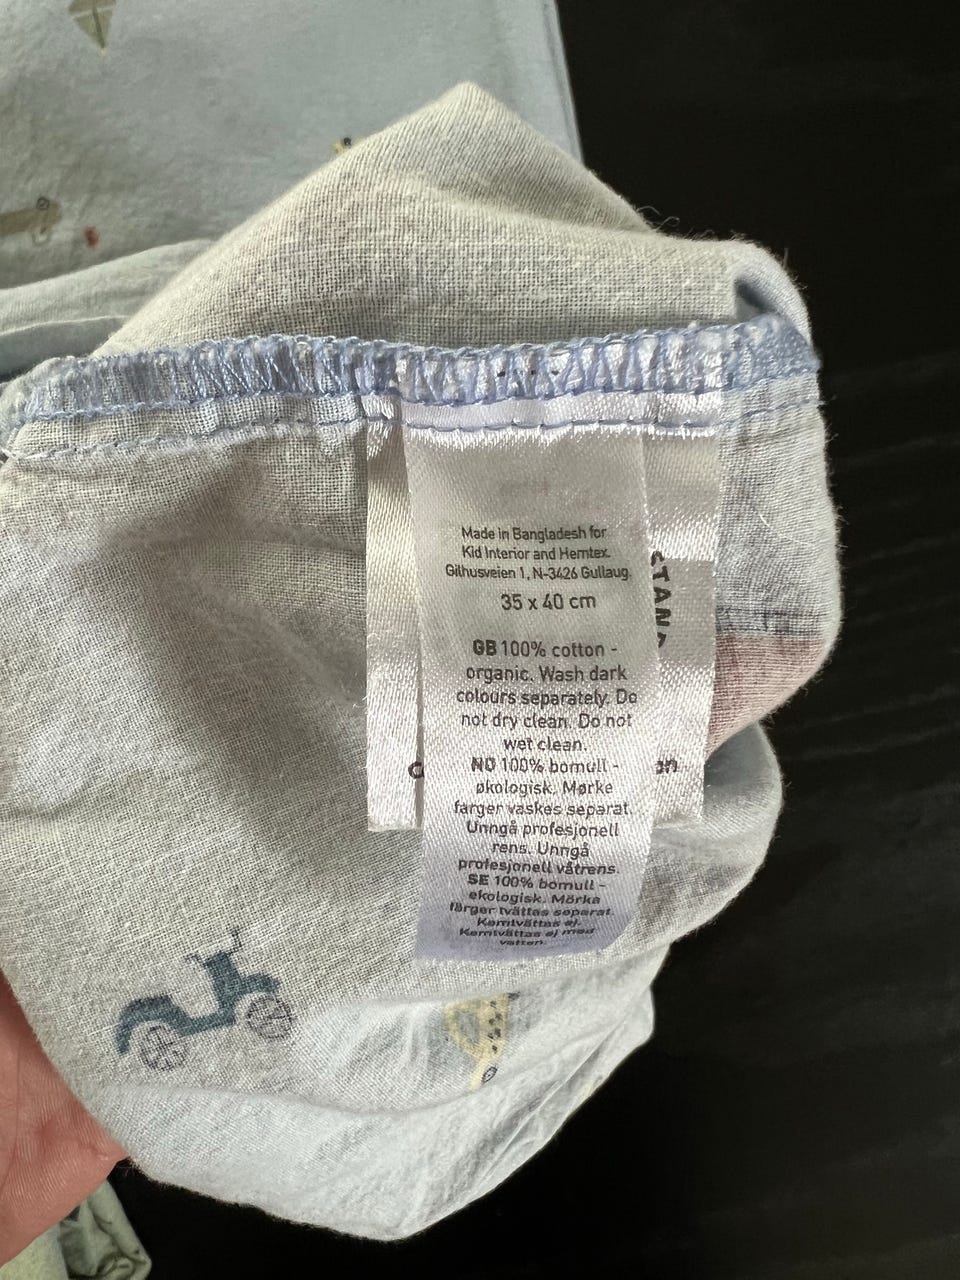 Made in Bangladesh for
Kid Interior and Hemtex.
Gilhusveien 1, N-3426 Gullaug.
35 x 40 cm
GB 100% cotton -
organic. Wash dark
colours separately. Do
not dry clean. Do not
wet clean.
NO 100% bomull -
økologisk. Mørke
farger vaskes separat.
Unngå profesjonell
rens. Unngå
profesjonell våtrens.
SE 100% bomull -
ekologisk. Mörka
färger tvättas separat.
Kemtvättas ej.
Kemtvättas ej med
vatten.
STAND
on